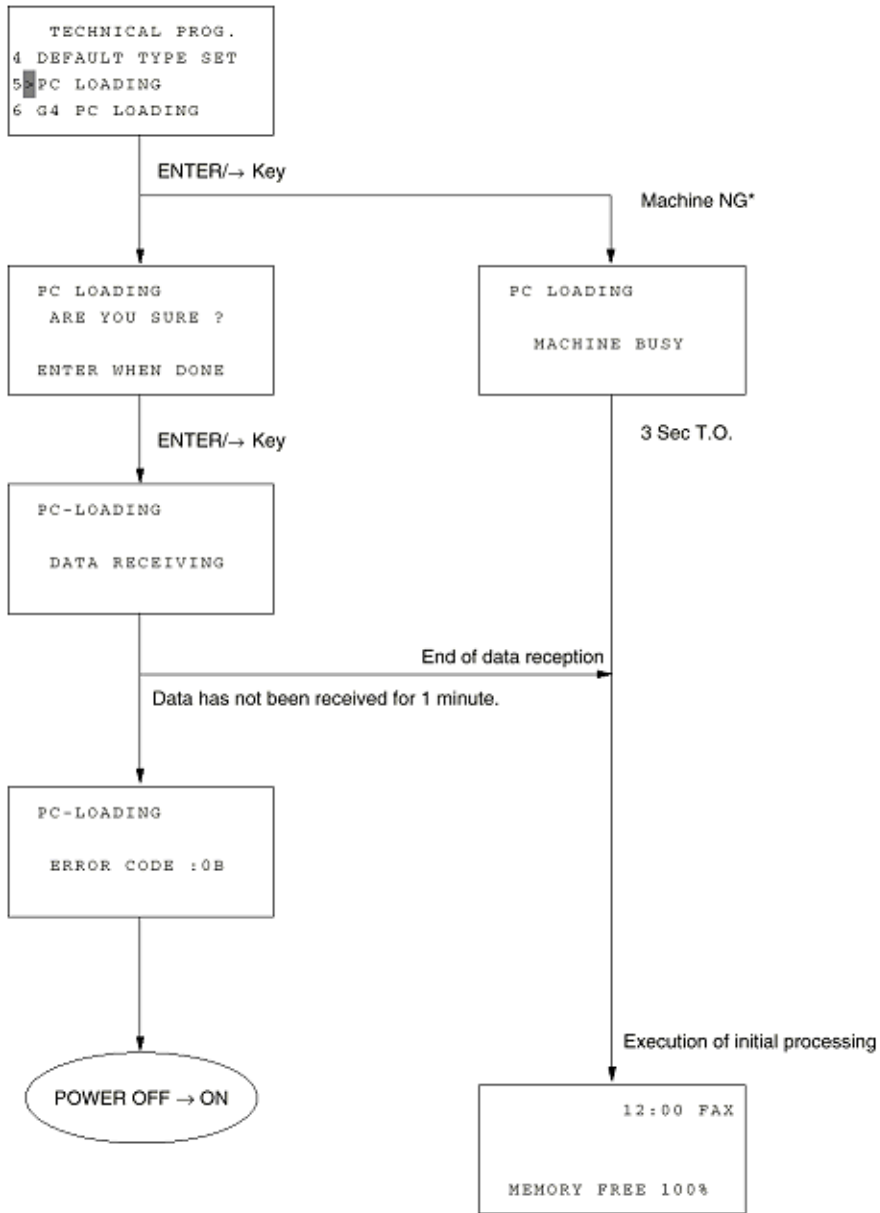 TECHNICAL PROG.
4 DEFAULT TYPE SET
5>PC LOADING
6 G4 PC LOADING
ENTER/→ Key
Machine NG*
PC LOADING
ARE YOU SURE ?
ENTER WHEN DONE
PC LOADING
MACHINE BUSY
ENTER/→ Key
3 Sec T.O.
PC-LOADING
DATA RECEIVING
End of data reception
Data has not been received for 1 minute.
PC-LOADING
ERROR CODE :0B
Execution of initial processing
POWER OFF → ON
12:00 FAX
MEMORY FREE 100%